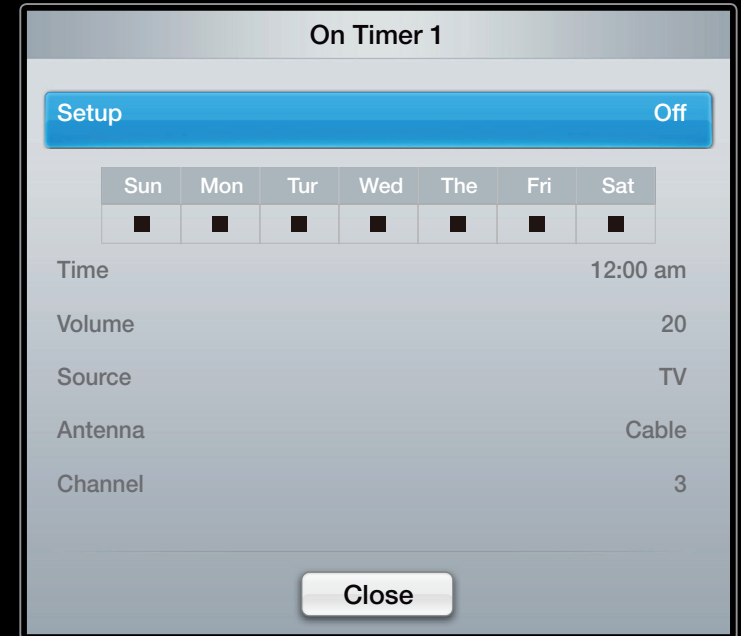 On Timer 1
Setup Off
Sun Mon Tur Wed The Fri Sat
Time 12:00 am
Volume 20
Source TV
Antenna Cable
Channel 3
Close